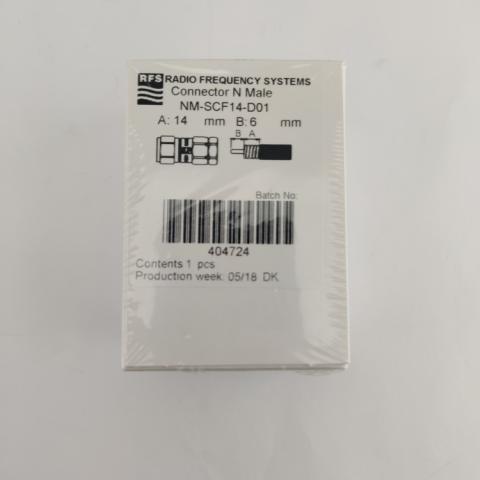 RFS RADIO FREQUENCY SYSTEMS
Connector N Male
NM-SCF14-D01
A: 14 mm B: 6 mm
B A
Batch No:
404724
Contents 1 pcs
Production week: 05/18 DK